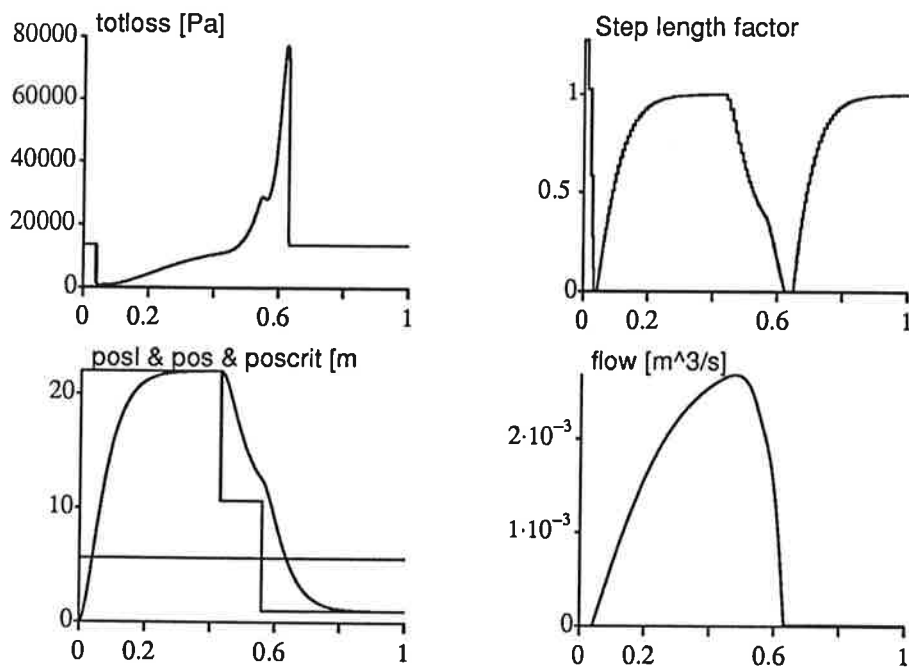 totloss [Pa]
80000
60000
40000
20000
0
0 0.2 0.6 1
Step length factor
1
0.5
0
0 0.2 0.6 1
posl & pos & poscrit [m
20
10
0
0 0.2 0.6 1
flow [m^3/s]
2·10⁻³
1·10⁻³
0
0 0.2 0.6 1